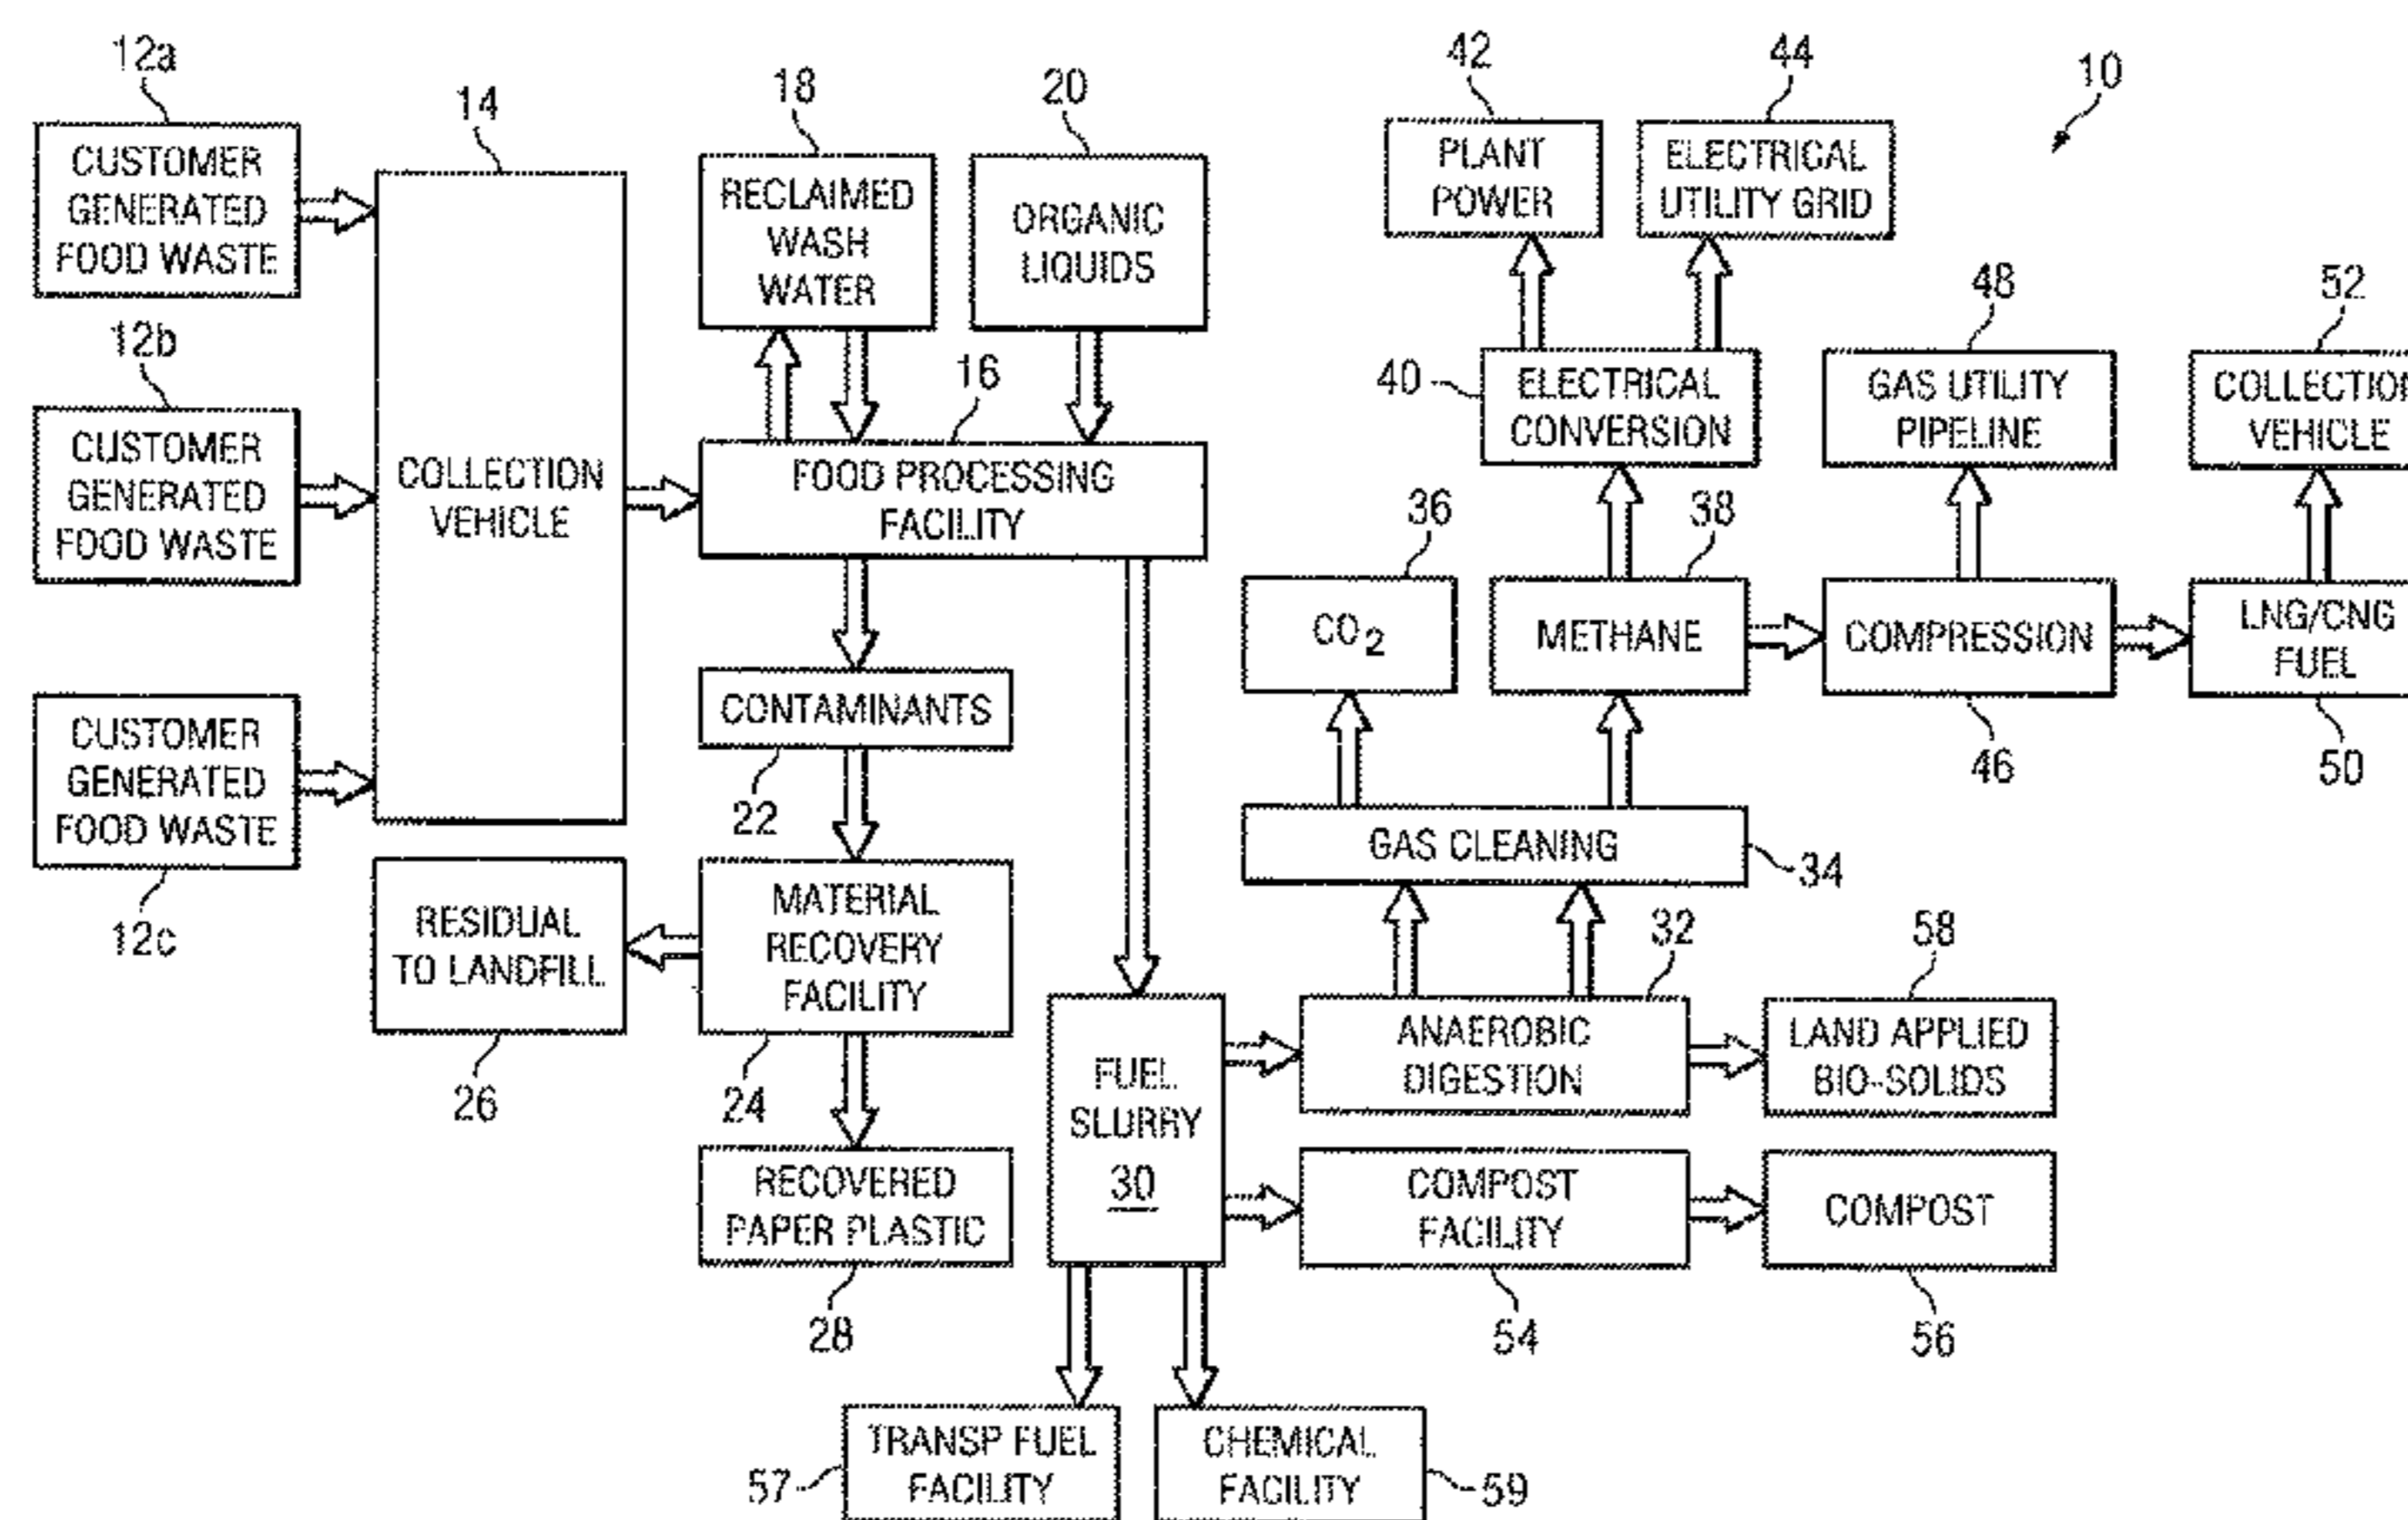 12a
CUSTOMER
GENERATED
FOOD WASTE
12b
CUSTOMER
GENERATED
FOOD WASTE
CUSTOMER
GENERATED
FOOD WASTE
12c
14
COLLECTION
VEHICLE
18
RECLAIMED
WASH
WATER
20
ORGANIC
LIQUIDS
16
FOOD PROCESSING
FACILITY
CONTAMINANTS
22
MATERIAL
RECOVERY
FACILITY
24
RESIDUAL
TO LANDFILL
26
RECOVERED
PAPER PLASTIC
28
FUEL
SLURRY
30
TRANSP FUEL
FACILITY
57
CHEMICAL
FACILITY
59
42
PLANT
POWER
44
ELECTRICAL
UTILITY GRID
10
40
ELECTRICAL
CONVERSION
48
GAS UTILITY
PIPELINE
52
COLLECTION
VEHICLE
36
CO2
38
METHANE
COMPRESSION
46
LNG/CNG
FUEL
50
GAS CLEANING
34
32
ANAEROBIC
DIGESTION
58
LAND APPLIED
BIO-SOLIDS
COMPOST
FACILITY
54
COMPOST
56